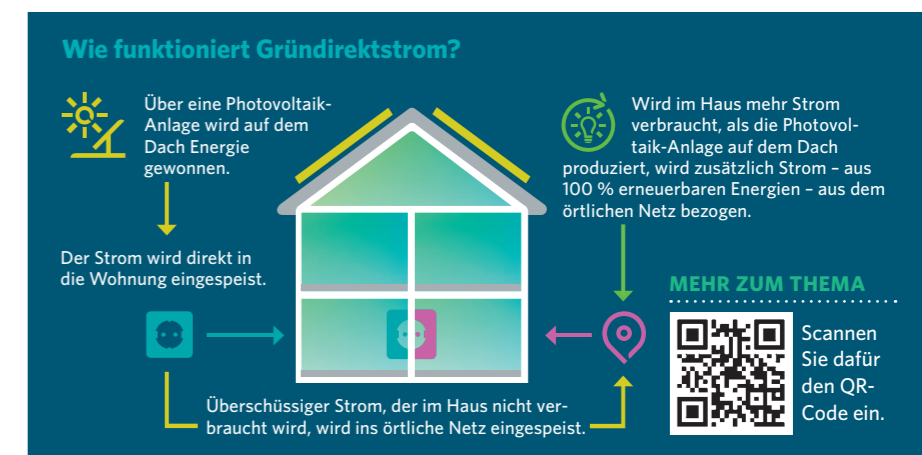 Wie funktioniert Gründirektstrom?
Über eine Photovoltaik-
Anlage wird auf dem
Dach Energie
gewonnen.
Der Strom wird direkt in
die Wohnung eingespeist.
Überschüssiger Strom, der im Haus nicht ver-
braucht wird, wird ins örtliche Netz eingespeist.
Wird im Haus mehr Strom
verbraucht, als die Photovol-
taik-Anlage auf dem Dach
produziert, wird zusätzlich Strom – aus
100 % erneuerbaren Energien – aus dem
örtlichen Netz bezogen.
MEHR ZUM THEMA
Scannen
Sie dafür
den QR-
Code ein.